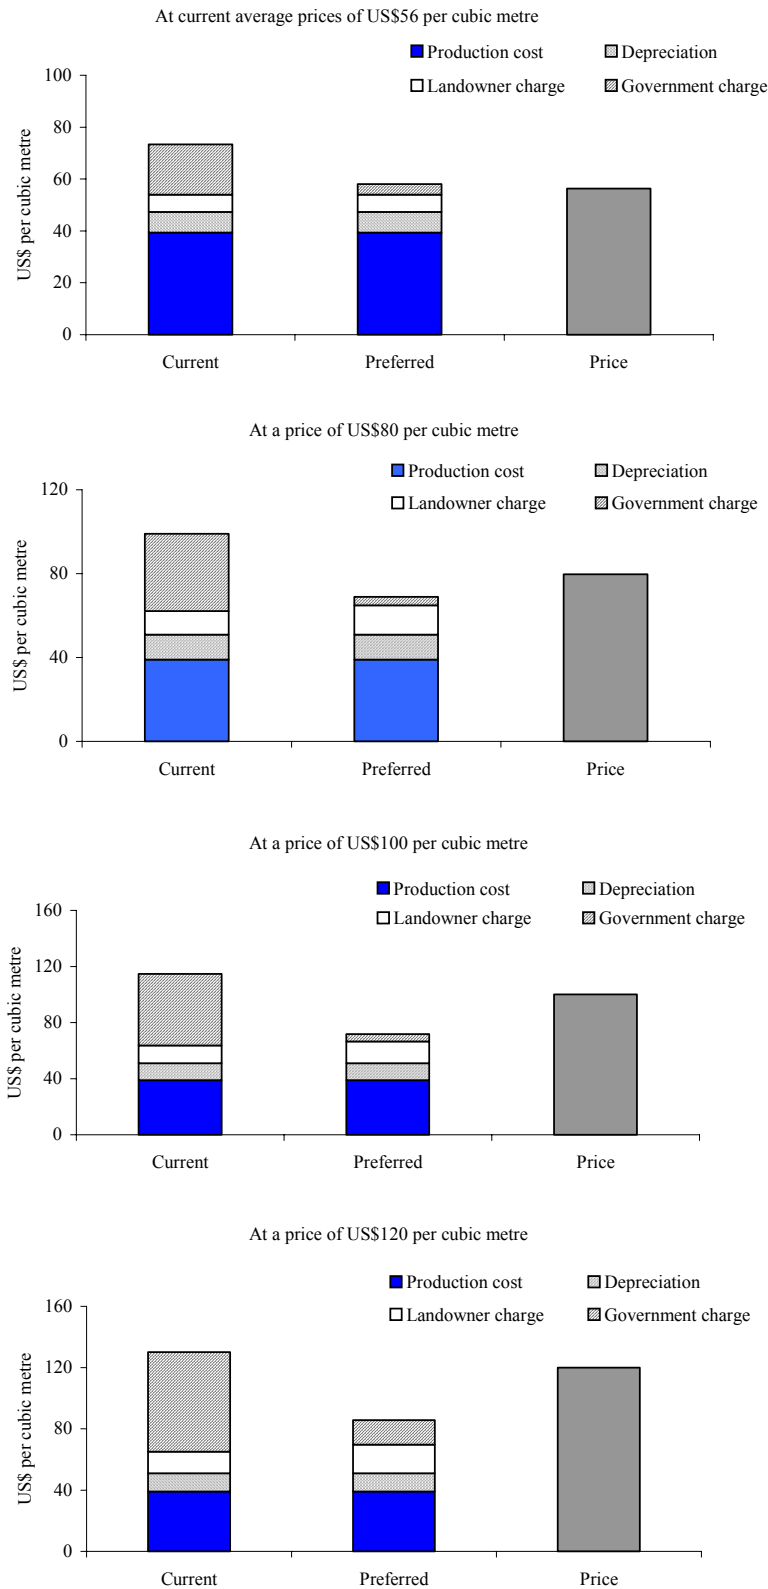 At current average prices of US$56 per cubic metre
Production cost Depreciation
Landowner charge Government charge
100
80
60
40
20
0
US$ per cubic metre
Current Preferred Price
At a price of US$80 per cubic metre
Production cost Depreciation
Landowner charge Government charge
120
80
40
0
US$ per cubic metre
Current Preferred Price
At a price of US$100 per cubic metre
Production cost Depreciation
Landowner charge Government charge
160
120
80
40
0
US$ per cubic metre
Current Preferred Price
At a price of US$120 per cubic metre
Production cost Depreciation
Landowner charge Government charge
160
120
80
40
0
US$ per cubic metre
Current Preferred Price